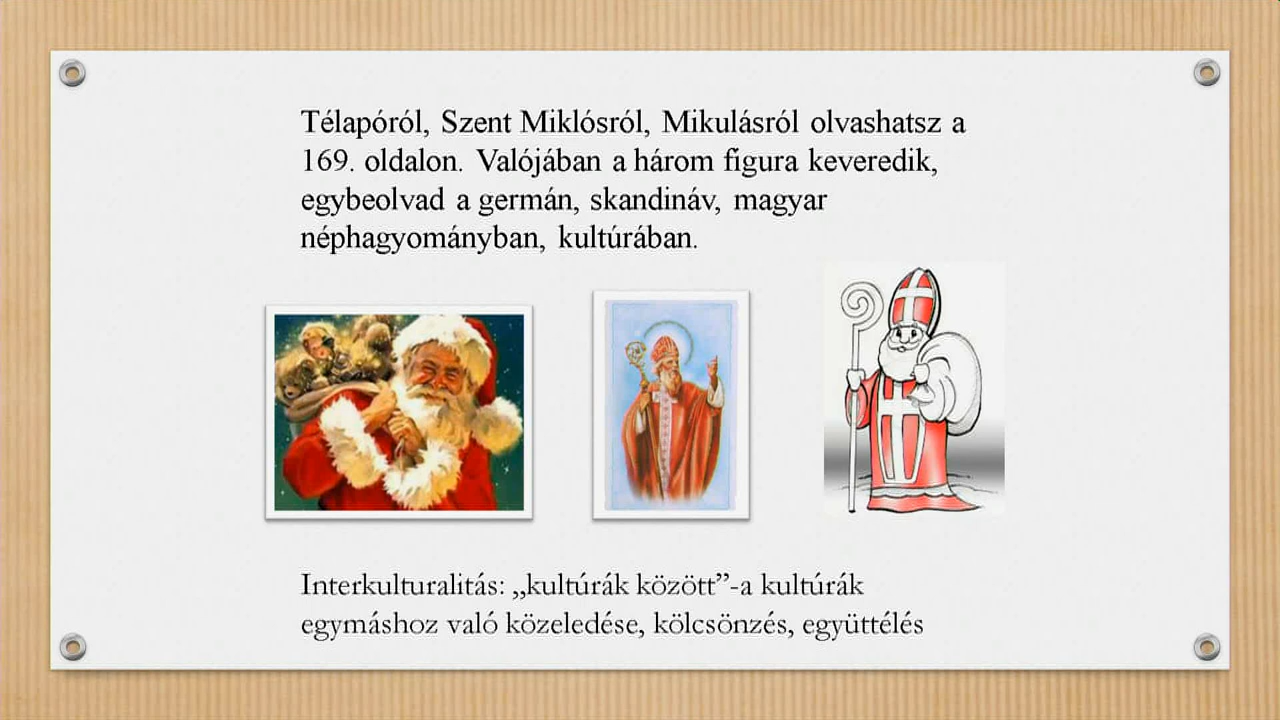 Télapóról, Szent Miklósról, Mikulásról olvashatsz a
169. oldalon. Valójában a három figura keveredik,
egybeolvad a germán, skandináv, magyar
néphagyományban, kultúrában.
Interkulturalitás: „kultúrák között”-a kultúrák
egymáshoz való közeledése, kölcsönzés, együttélés